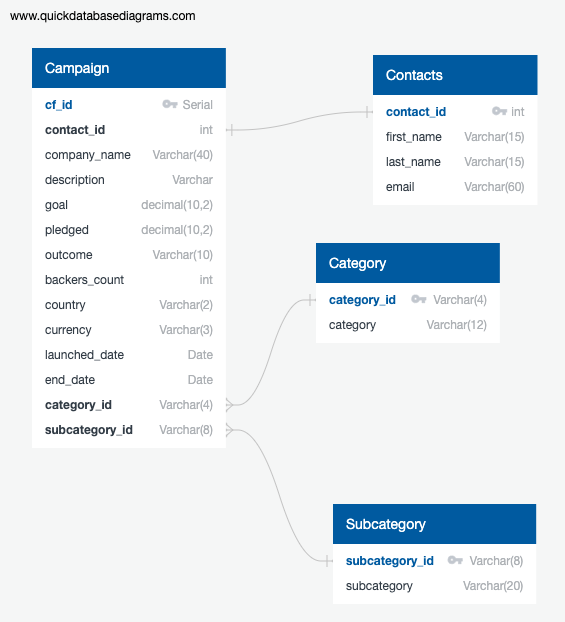 www.quickdatabasediagrams.com
Campaign
cf_id Serial
contact_id int
company_name Varchar(40)
description Varchar
goal decimal(10,2)
pledged decimal(10,2)
outcome Varchar(10)
backers_count int
country Varchar(2)
currency Varchar(3)
launched_date Date
end_date Date
category_id Varchar(4)
subcategory_id Varchar(8)
Contacts
contact_id int
first_name Varchar(15)
last_name Varchar(15)
email Varchar(60)
Category
category_id Varchar(4)
category Varchar(12)
Subcategory
subcategory_id Varchar(8)
subcategory Varchar(20)